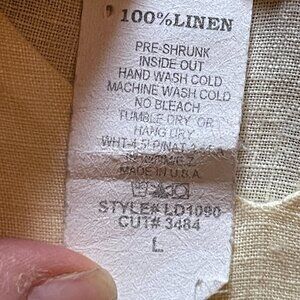 100%LINEN
PRE-SHRUNK
INSIDE OUT
HAND WASH COLD
MACHINE WASH COLD
NO BLEACH
TUMBLE DRY OR
HANG DRY
MADE IN U.S.A.
STYLE# LD1090
CUT# 3484
L